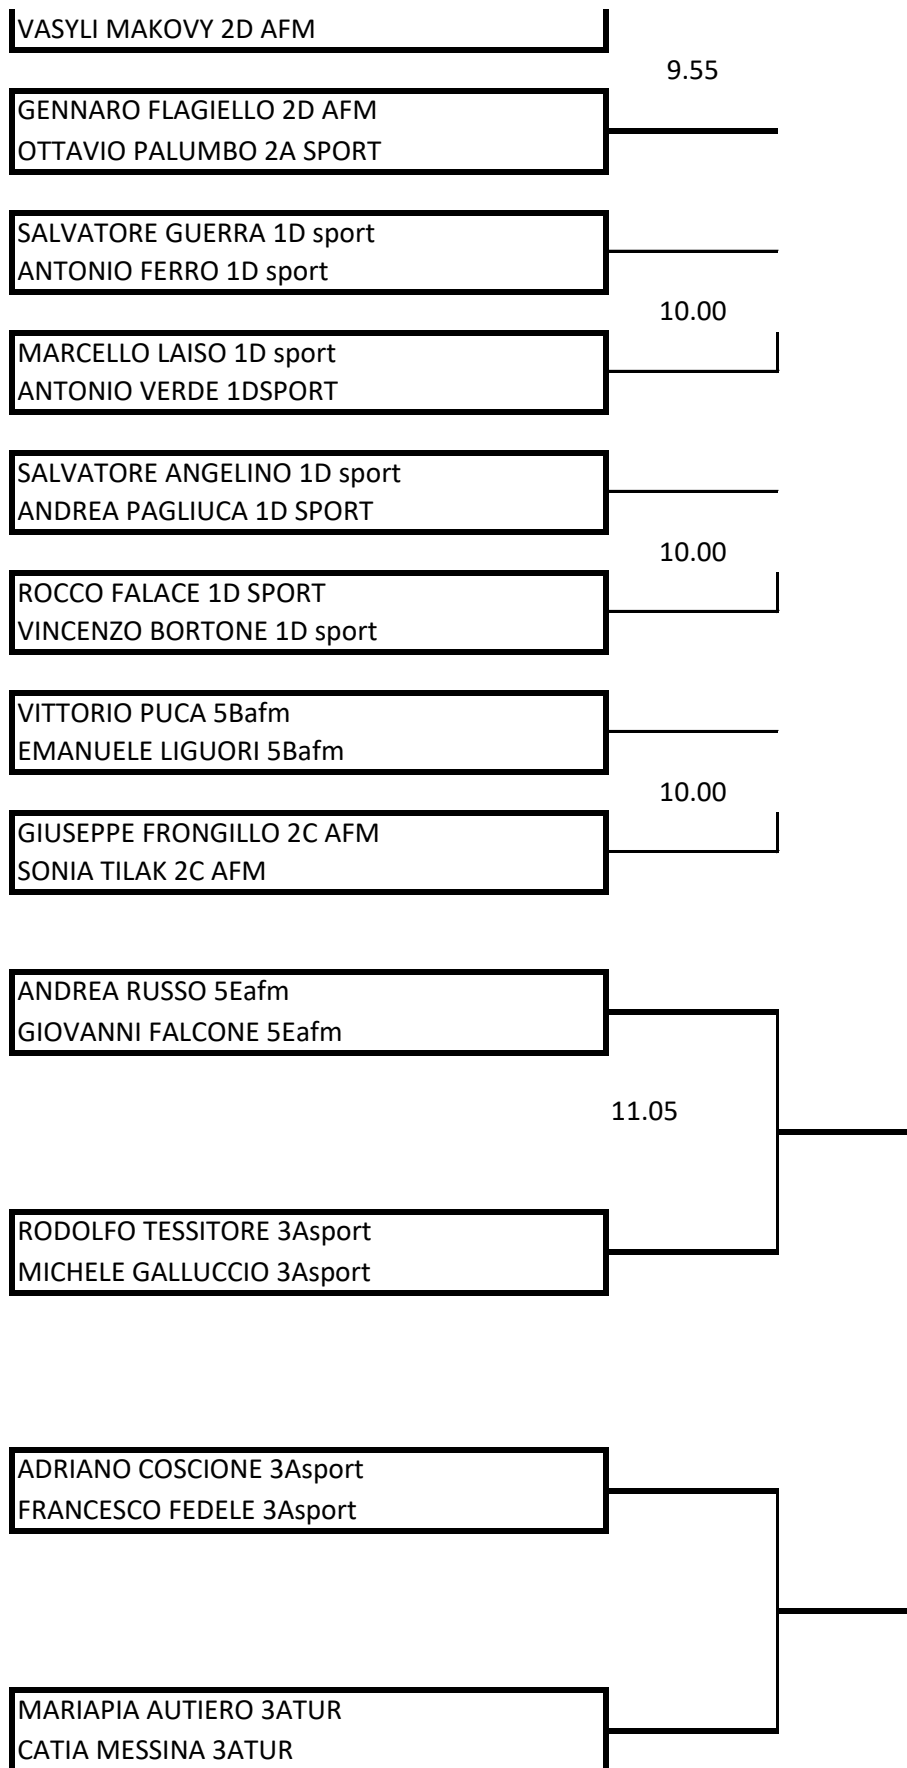 VASYLI MAKOVY 2D AFM
9.55
GENNARO FLAGIELLO 2D AFM
OTTAVIO PALUMBO 2A SPORT
SALVATORE GUERRA 1D sport
ANTONIO FERRO 1D sport
10.00
MARCELLO LAISO 1D sport
ANTONIO VERDE 1DSPORT
SALVATORE ANGELINO 1D sport
ANDREA PAGLIUCA 1D SPORT
10.00
ROCCO FALACE 1D SPORT
VINCENZO BORTONE 1D sport
VITTORIO PUCA 5Bafm
EMANUELE LIGUORI 5Bafm
10.00
GIUSEPPE FRONGILLO 2C AFM
SONIA TILAK 2C AFM
ANDREA RUSSO 5Eafm
GIOVANNI FALCONE 5Eafm
11.05
RODOLFO TESSITORE 3Asport
MICHELE GALLUCCIO 3Asport
ADRIANO COSCIONE 3Asport
FRANCESCO FEDELE 3Asport
MARIAPIA AUTIERO 3ATUR
CATIA MESSINA 3ATUR